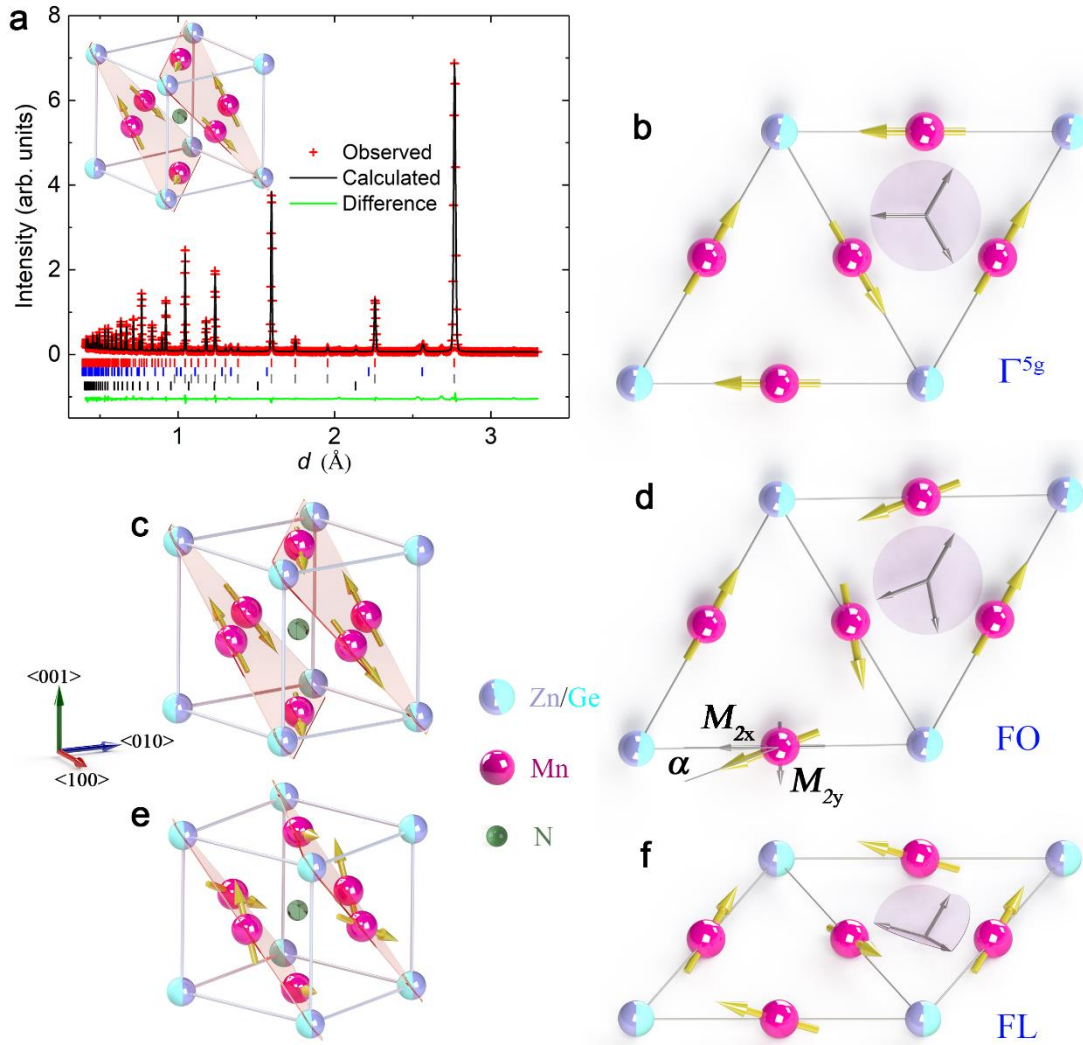 a
8
6
4
2
0
Intensity (arb. units)
Observed
Calculated
Difference
1
2
3
d (Å)
b
Γ5g
c
<001>
<010>
<100>
Zn/Ge
Mn
N
d
M2x
α
M2y
FO
e
f
FL